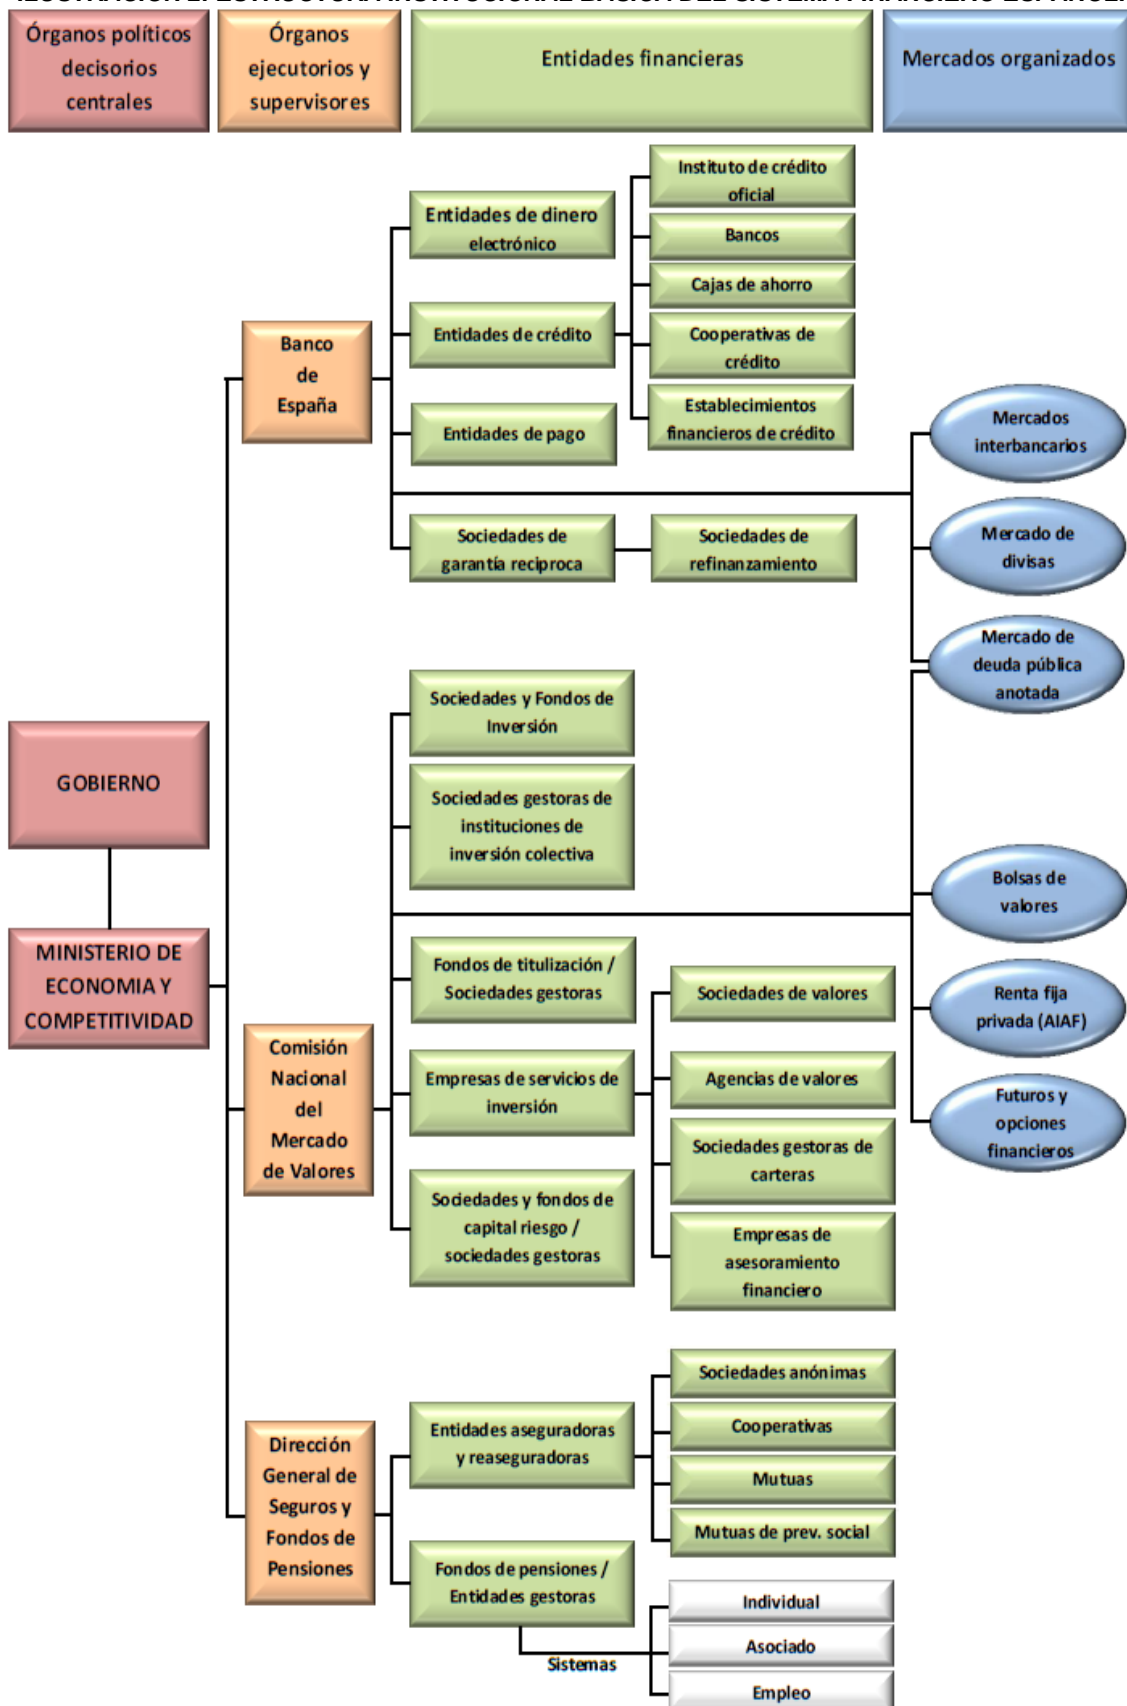 Órganos políticos
decisorios
centrales
Órganos
ejecutorios y
supervisores
Entidades financieras
Mercados organizados
Instituto de crédito
oficial
Entidades de dinero
electrónico
Bancos
Cajas de ahorro
Entidades de crédito
Cooperativas de
crédito
Banco
de
España
Establecimientos
financieros de crédito
Entidades de pago
Mercados
interbancarios
Sociedades de
garantía reciproca
Sociedades de
refinanzamiento
Mercado de
divisas
Mercado de
deuda pública
anotada
Sociedades y Fondos de
Inversión
GOBIERNO
Sociedades gestoras de
instituciones de
inversión colectiva
Bolsas de
valores
MINISTERIO DE
ECONOMIA Y
COMPETITIVIDAD
Fondos de titulización /
Sociedades gestoras
Sociedades de valores
Renta fija
privada (AIAF)
Comisión
Nacional
del
Mercado
de Valores
Empresas de servicios de
inversión
Agencias de valores
Futuros y
opciones
financieros
Sociedades gestoras de
carteras
Sociedades y fondos de
capital riesgo /
sociedades gestoras
Empresas de
asesoramiento
financiero
Sociedades anónimas
Entidades aseguradoras
y reaseguradoras
Cooperativas
Dirección
General de
Seguros y
Fondos de
Pensiones
Mutuas
Mutuas de prev. social
Fondos de pensiones /
Entidades gestoras
Individual
Sistemas
Asociado
Empleo